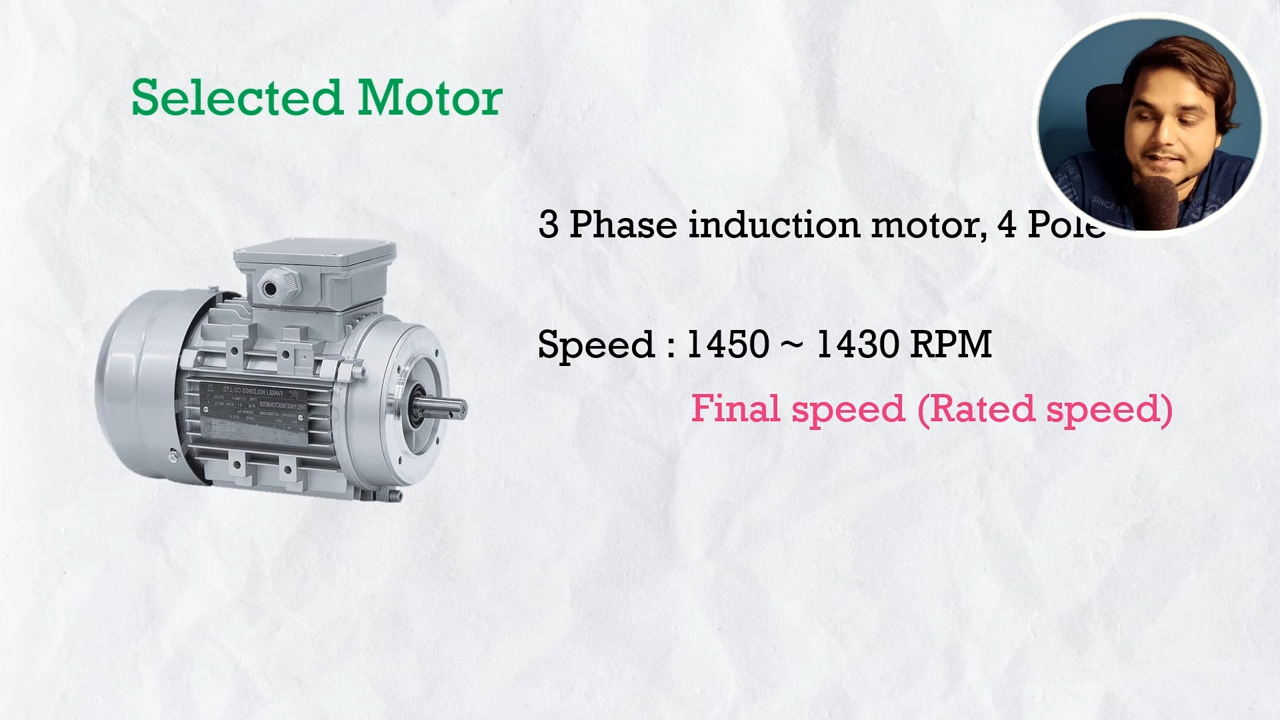 Selected Motor
3 Phase induction motor, 4 Pole
Speed : 1450 ~ 1430 RPM
Final speed (Rated speed)